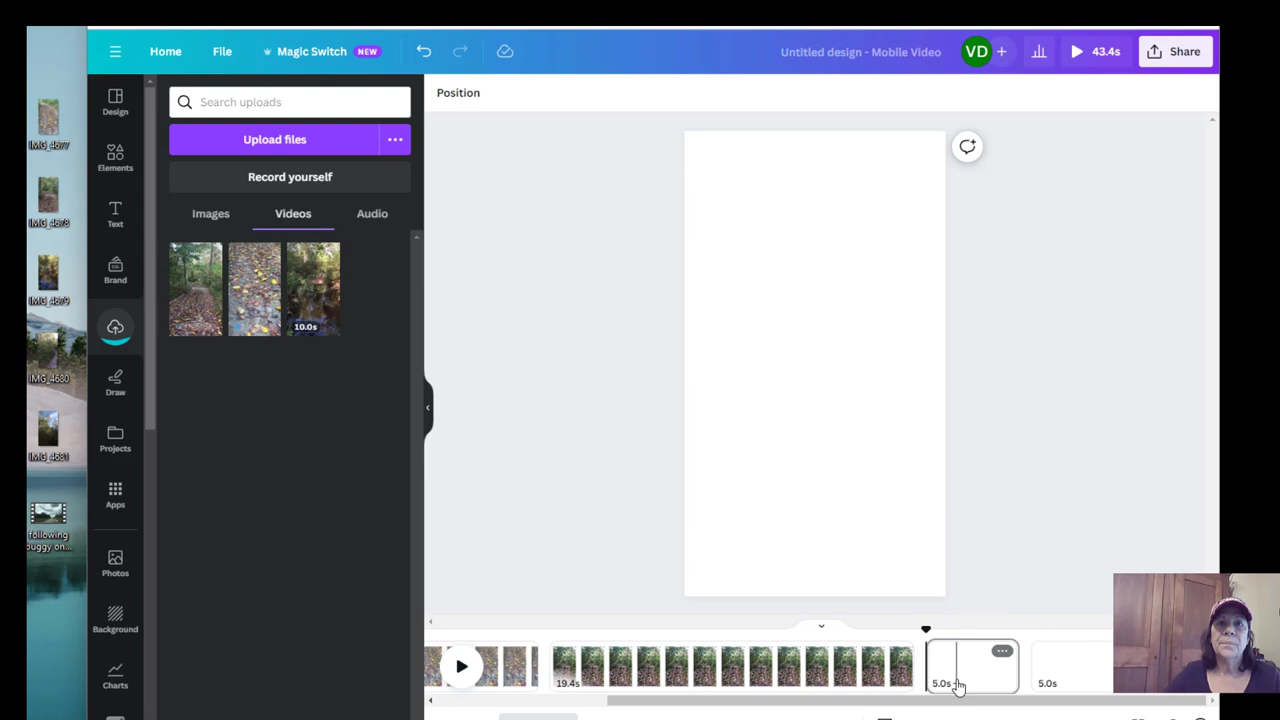 Home
File
Magic Switch
NEW
Untitled design - Mobile Video
VD
43.4s
Share
Position
Design
Elements
Text
Brand
Draw
Projects
Apps
Photos
Background
Charts
Search uploads
Upload files
Record yourself
Images
Videos
Audio
10.0s
IMG_4677
IMG_4678
IMG_4679
IMG_4680
IMG_4681
following
buggy on...
19.4s
5.0s
5.0s